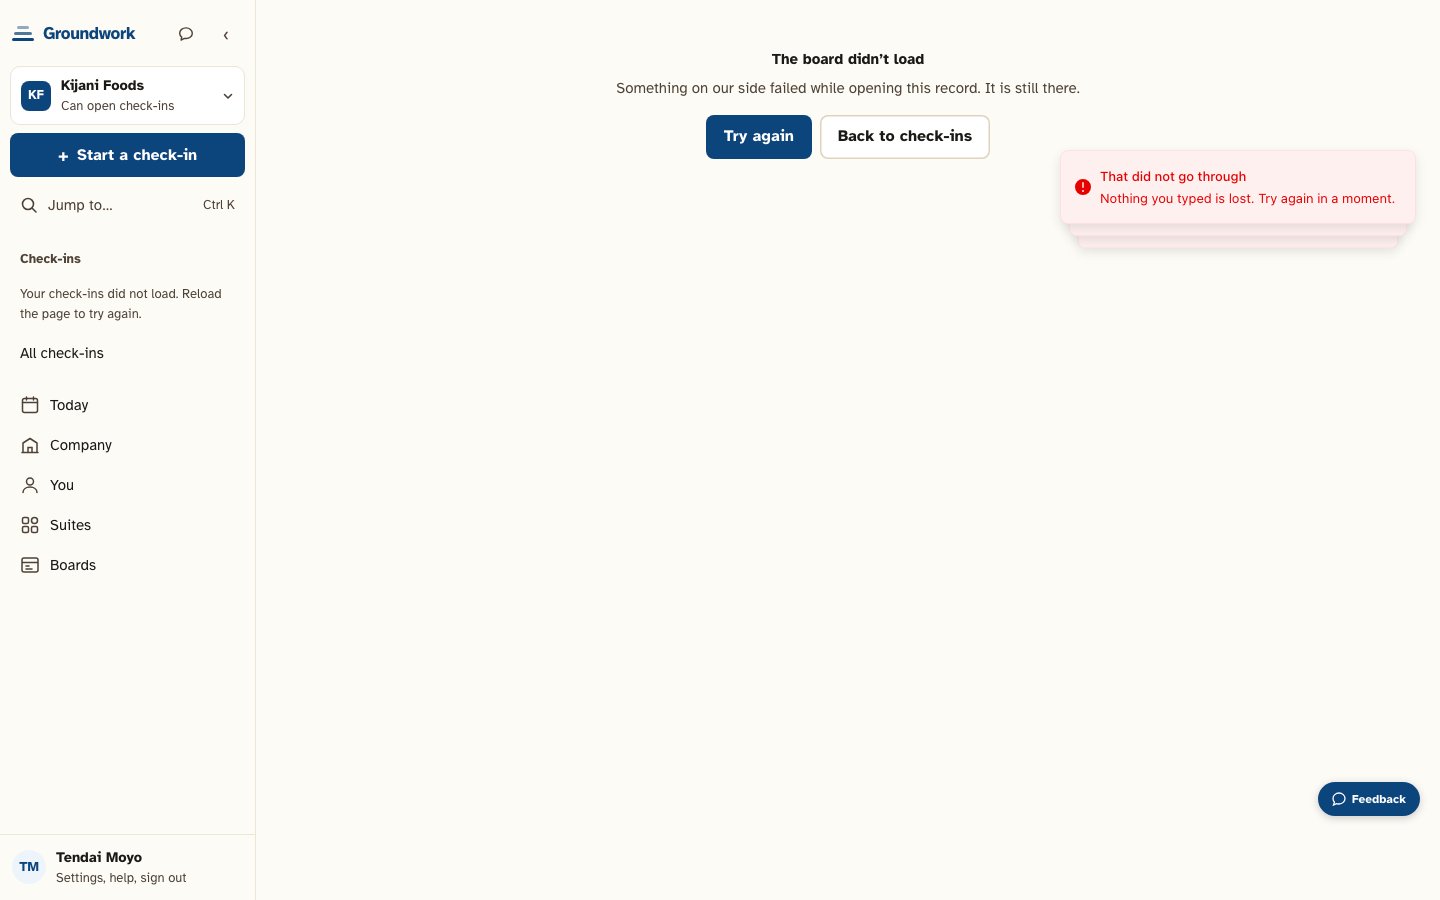 Groundwork
KF
Kijani Foods
Can open check-ins
+ Start a check-in
Jump to...
Ctrl K
Check-ins
Your check-ins did not load. Reload
the page to try again.
All check-ins
Today
Company
You
Suites
Boards
TM
Tendai Moyo
Settings, help, sign out
The board didn’t load
Something on our side failed while opening this record. It is still there.
Try again
Back to check-ins
That did not go through
Nothing you typed is lost. Try again in a moment.
Feedback